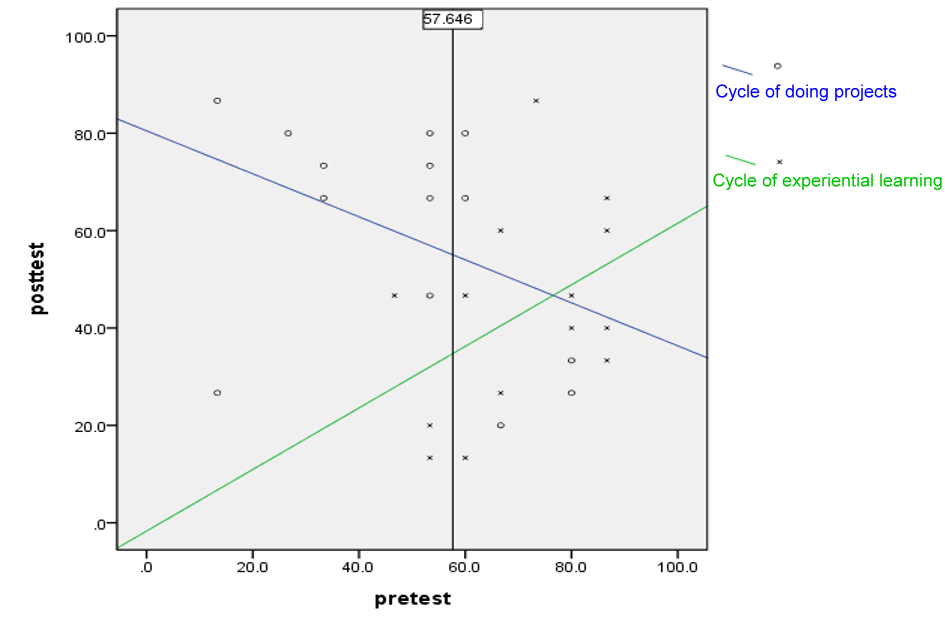 57.646
100.0
80.0
60.0
40.0
20.0
.0
posttest
.0 20.0 40.0 60.0 80.0 100.0
pretest
Cycle of doing projects
Cycle of experiential learning